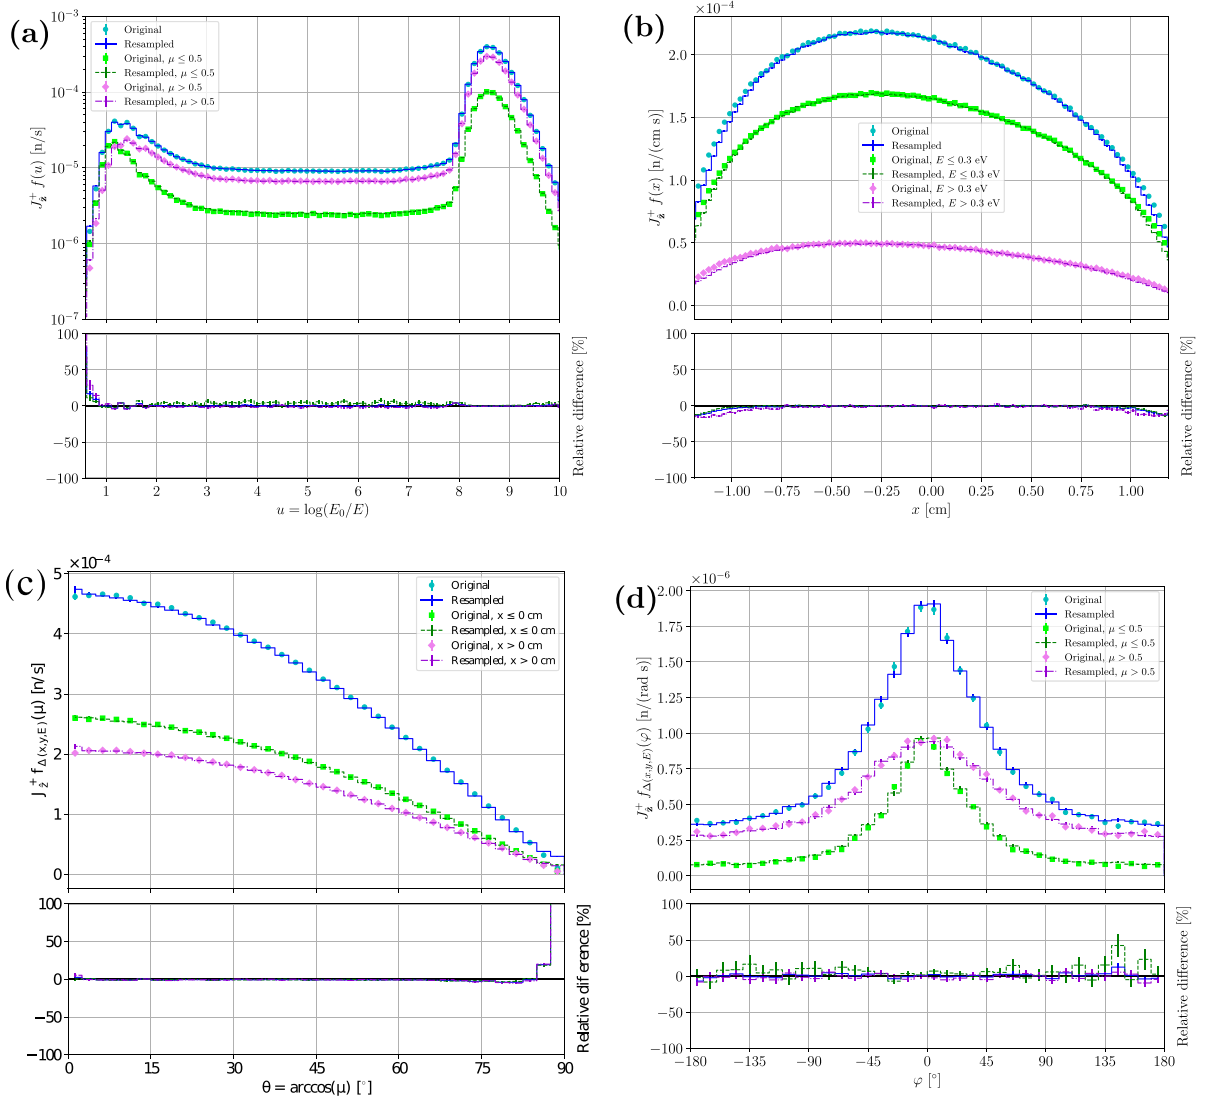 (a)
10⁻³
10⁻⁴
10⁻⁵
10⁻⁶
10⁻⁷
J_ẑ⁺ f(u) [n/s]
Original
Resampled
Original, μ ≤ 0.5
Resampled, μ ≤ 0.5
Original, μ > 0.5
Resampled, μ > 0.5
100
50
0
−50
−100
Relative difference [%]
1 2 3 4 5 6 7 8 9 10
u = log(E₀/E)
(b)
×10⁻⁴
2.0
1.5
1.0
0.5
0.0
J_ẑ⁺ f(x) [n/(cm s)]
Original
Resampled
Original, E ≤ 0.3 eV
Resampled, E ≤ 0.3 eV
Original, E > 0.3 eV
Resampled, E > 0.3 eV
100
50
0
−50
−100
Relative difference [%]
−1.00 −0.75 −0.50 −0.25 0.00 0.25 0.50 0.75 1.00
x [cm]
(c)
×10⁻⁴
5
4
3
2
1
0
J_ẑ⁺ f_Δ(x,y,E)(μ) [n/s]
Original
Resampled
Original, x ≤ 0 cm
Resampled, x ≤ 0 cm
Original, x > 0 cm
Resampled, x > 0 cm
100
50
0
−50
−100
Relative difference [%]
0 15 30 45 60 75 90
θ = arccos(μ) [°]
(d)
×10⁻⁶
2.00
1.75
1.50
1.25
1.00
0.75
0.50
0.25
0.00
J_ẑ⁺ f_Δ(x,y,E)(φ) [n/(rad s)]
Original
Resampled
Original, μ ≤ 0.5
Resampled, μ ≤ 0.5
Original, μ > 0.5
Resampled, μ > 0.5
100
50
0
−50
−100
Relative difference [%]
−180 −135 −90 −45 0 45 90 135 180
φ [°]